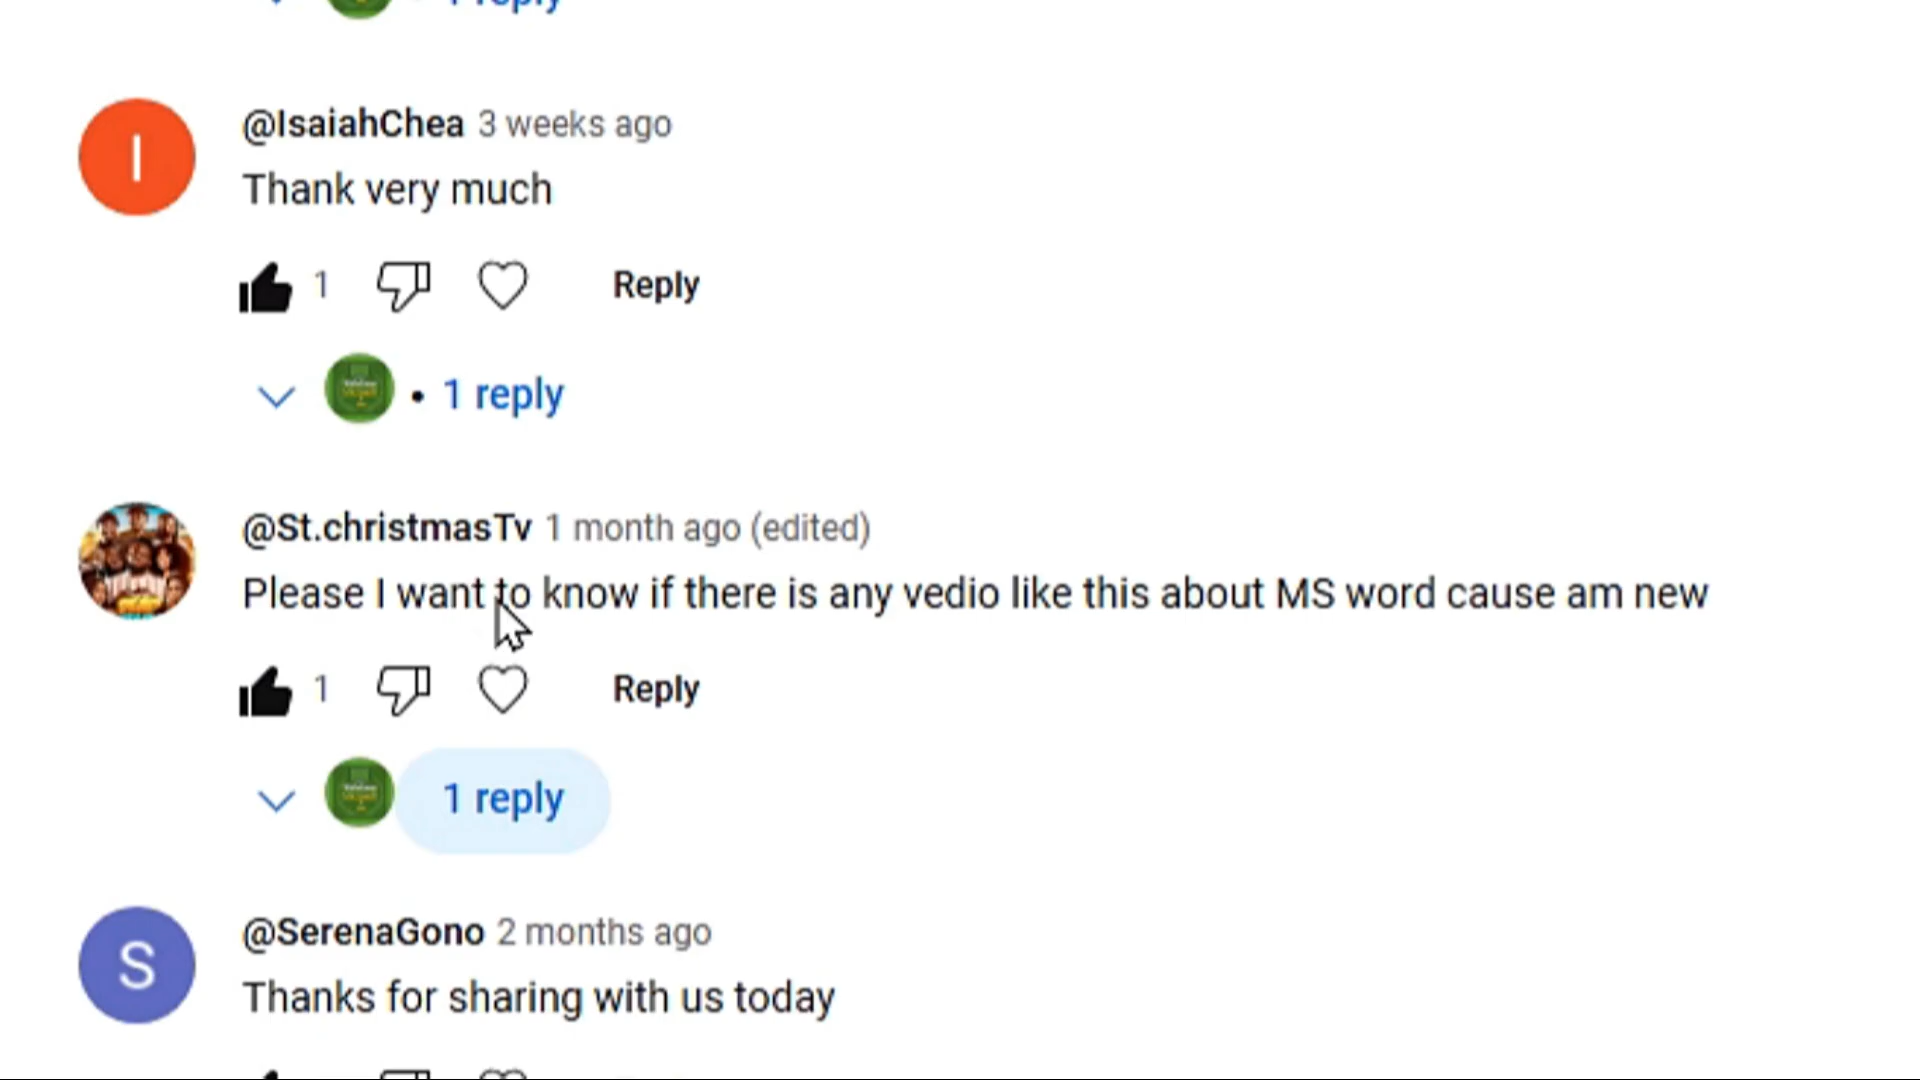 1 reply
I
@IsaiahChea 3 weeks ago
Thank very much
1 Reply
• 1 reply
@St.christmasTv 1 month ago (edited)
Please I want to know if there is any vedio like this about MS word cause am new
1 Reply
1 reply
S
@SerenaGono 2 months ago
Thanks for sharing with us today